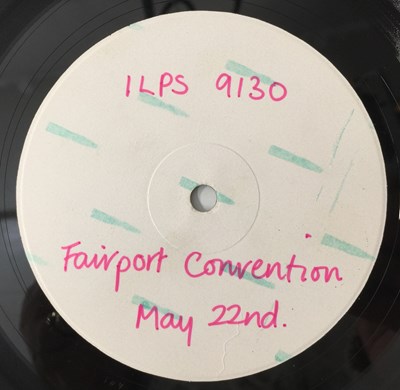 ILPS 9130
Fairport Convention
May 22nd.